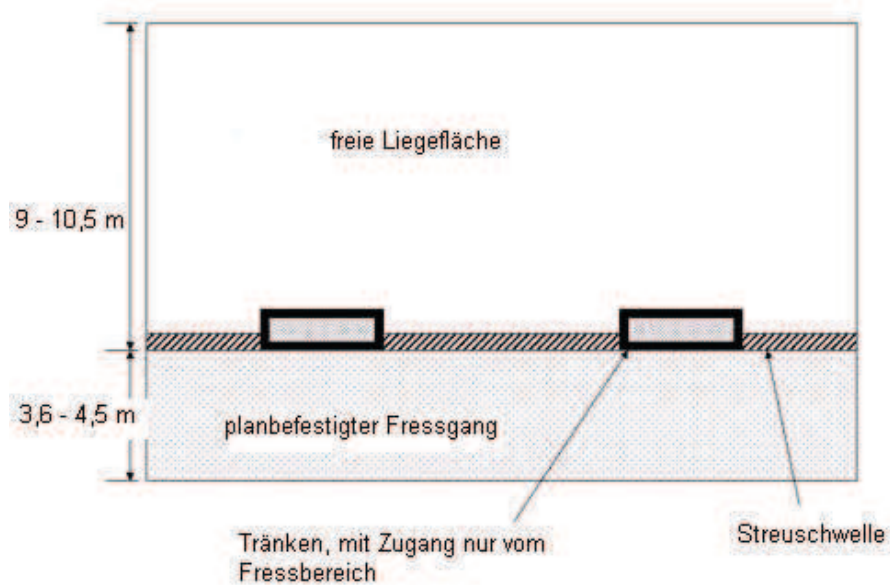 freie Liegefläche
9 - 10,5 m
3,6 - 4,5 m
planbefestigter Fressgang
Tränken, mit Zugang nur vom
Fressbereich
Streuschwelle